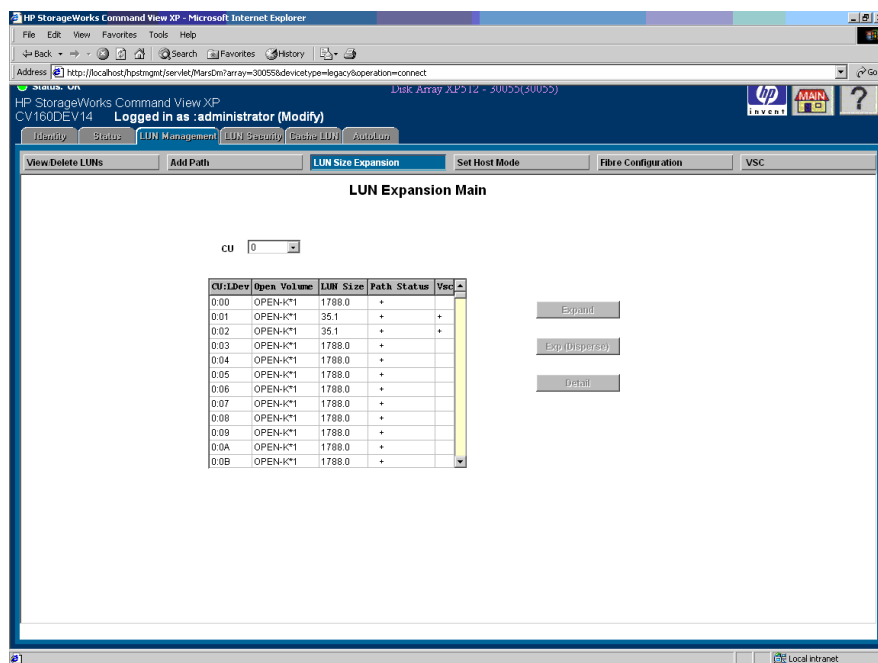 HP StorageWorks Command View XP - Microsoft Internet Explorer
File Edit View Favorites Tools Help
Back Search Favorites History
Address http://localhost/hpstmgmt/servlet/MarsDm?array=30055&devicetype=legacy&operation=connect Go
Status: OK Disk Array XP512 - 30055(30055)
HP StorageWorks Command View XP
CV160DEV14 Logged in as :administrator (Modify)
hp invent MAIN ?
Identity Status LUN Management LUN Security Cache LUN AutoLun
View/Delete LUNs Add Path LUN Size Expansion Set Host Mode Fibre Configuration VSC
LUN Expansion Main
CU 0
CU:LDev Open Volume LUN Size Path Status Vsc
0:00 OPEN-K*1 1788.0 +
0:01 OPEN-K*1 35.1 + +
0:02 OPEN-K*1 35.1 + +
0:03 OPEN-K*1 1788.0 +
0:04 OPEN-K*1 1788.0 +
0:05 OPEN-K*1 1788.0 +
0:06 OPEN-K*1 1788.0 +
0:07 OPEN-K*1 1788.0 +
0:08 OPEN-K*1 1788.0 +
0:09 OPEN-K*1 1788.0 +
0:0A OPEN-K*1 1788.0 +
0:0B OPEN-K*1 1788.0 +
Expand
Exp (Disperse)
Detail
Local intranet